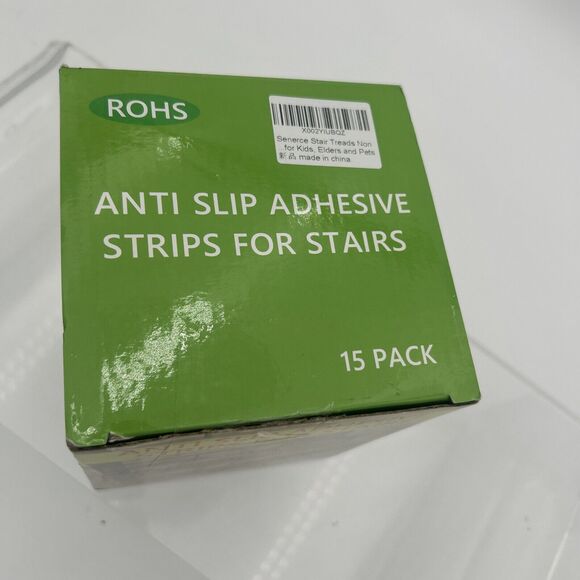 ROHS
X002YIUBQZ
Senerce Stair Treads Non
...for Kids, Elders and Pets
新品 made in china
ANTI SLIP ADHESIVE
STRIPS FOR STAIRS
15 PACK